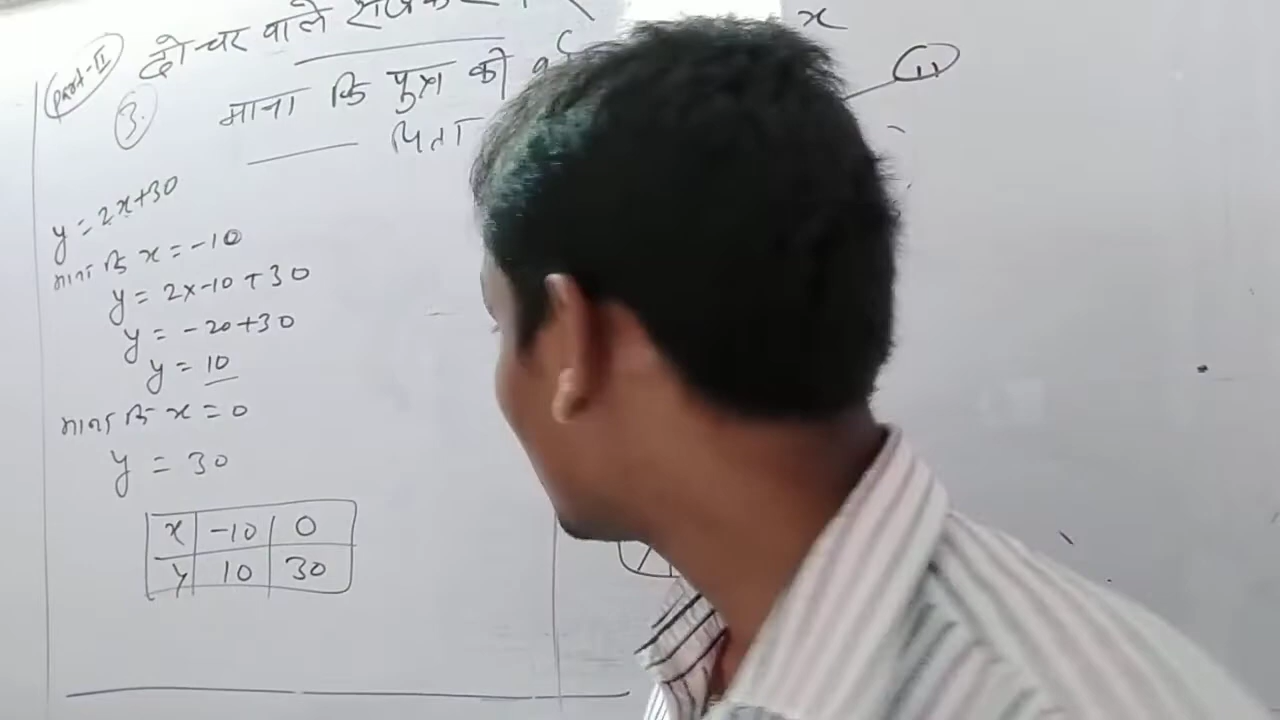 Part-II दो चर वाले
x
3. माना कि पुत्र की
11
पिता
y = 2x+30
माना कि x = -10
y = 2x-10 + 30
y = -20+30
y = 10
माना कि x = 0
y = 30
x -10 0
y 10 30